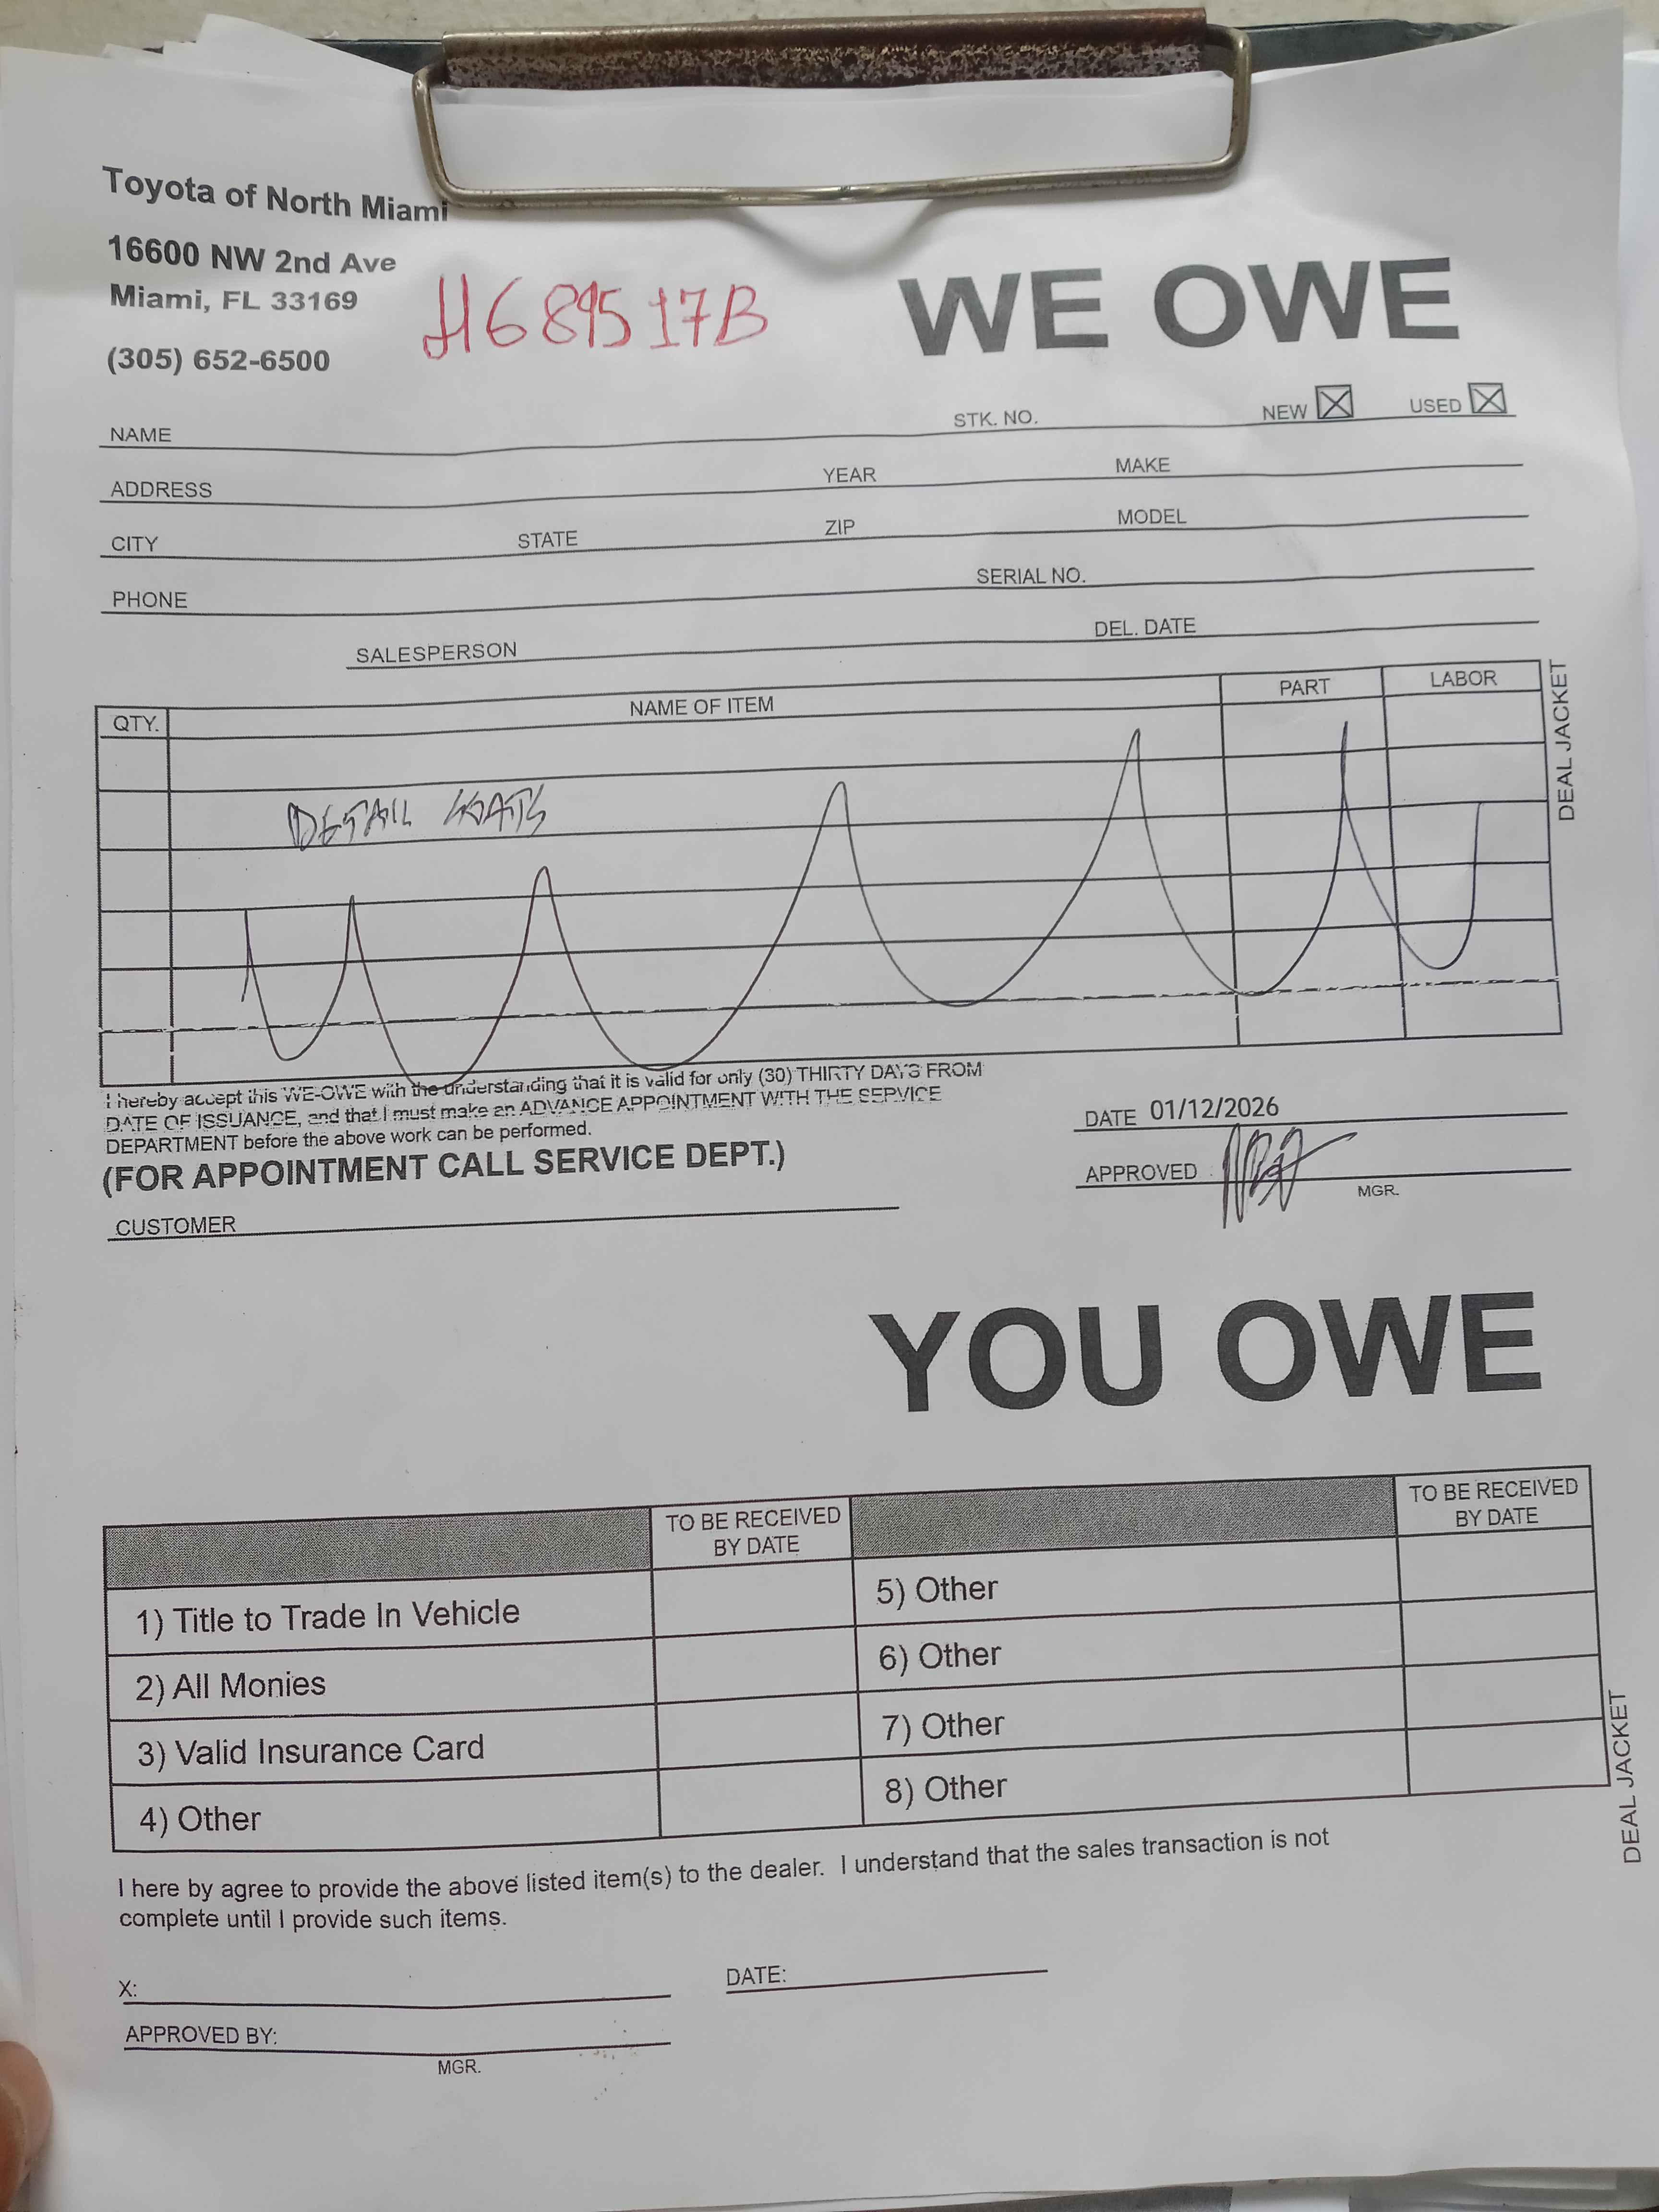 Toyota of North Miami
16600 NW 2nd Ave
Miami, FL 33169
(305) 652-6500
H689517B
WE OWE
NAME STK. NO. NEW USED
ADDRESS YEAR MAKE
CITY STATE ZIP MODEL
PHONE SERIAL NO.
SALESPERSON DEL. DATE
QTY. NAME OF ITEM PART LABOR
DETAIL
DEAL JACKET
I hereby accept this WE-OWE with the understanding that it is valid for only (30) THIRTY DAYS FROM
DATE OF ISSUANCE, and that I must make an ADVANCE APPOINTMENT WITH THE SERVICE
DEPARTMENT before the above work can be performed.
(FOR APPOINTMENT CALL SERVICE DEPT.)
DATE 01/12/2026
APPROVED
MGR.
CUSTOMER
YOU OWE
TO BE RECEIVED
BY DATE
TO BE RECEIVED
BY DATE
1) Title to Trade In Vehicle
2) All Monies
3) Valid Insurance Card
4) Other
5) Other
6) Other
7) Other
8) Other
DEAL JACKET
I here by agree to provide the above listed item(s) to the dealer. I understand that the sales transaction is not
complete until I provide such items.
X: DATE:
APPROVED BY:
MGR.